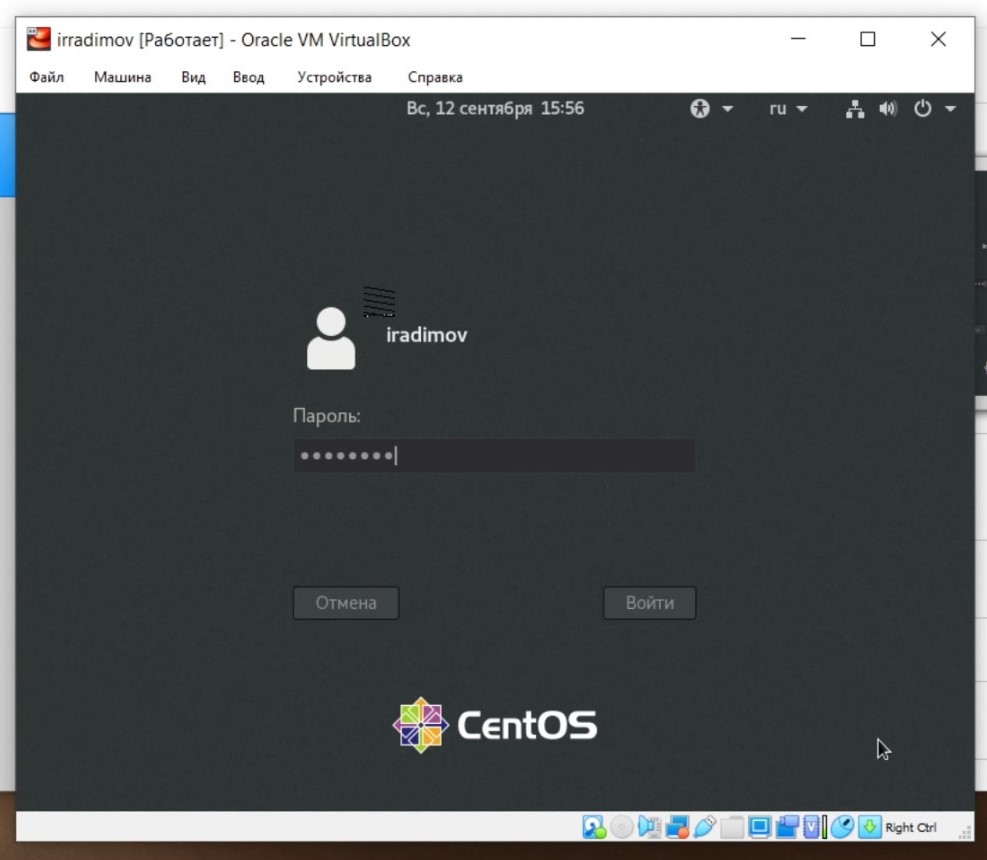 irradimov [Работает] - Oracle VM VirtualBox
Файл Машина Вид Ввод Устройства Справка
Вс, 12 сентября 15:56 ru
iradimov
Пароль:
Отмена Войти
CentOS
Right Ctrl